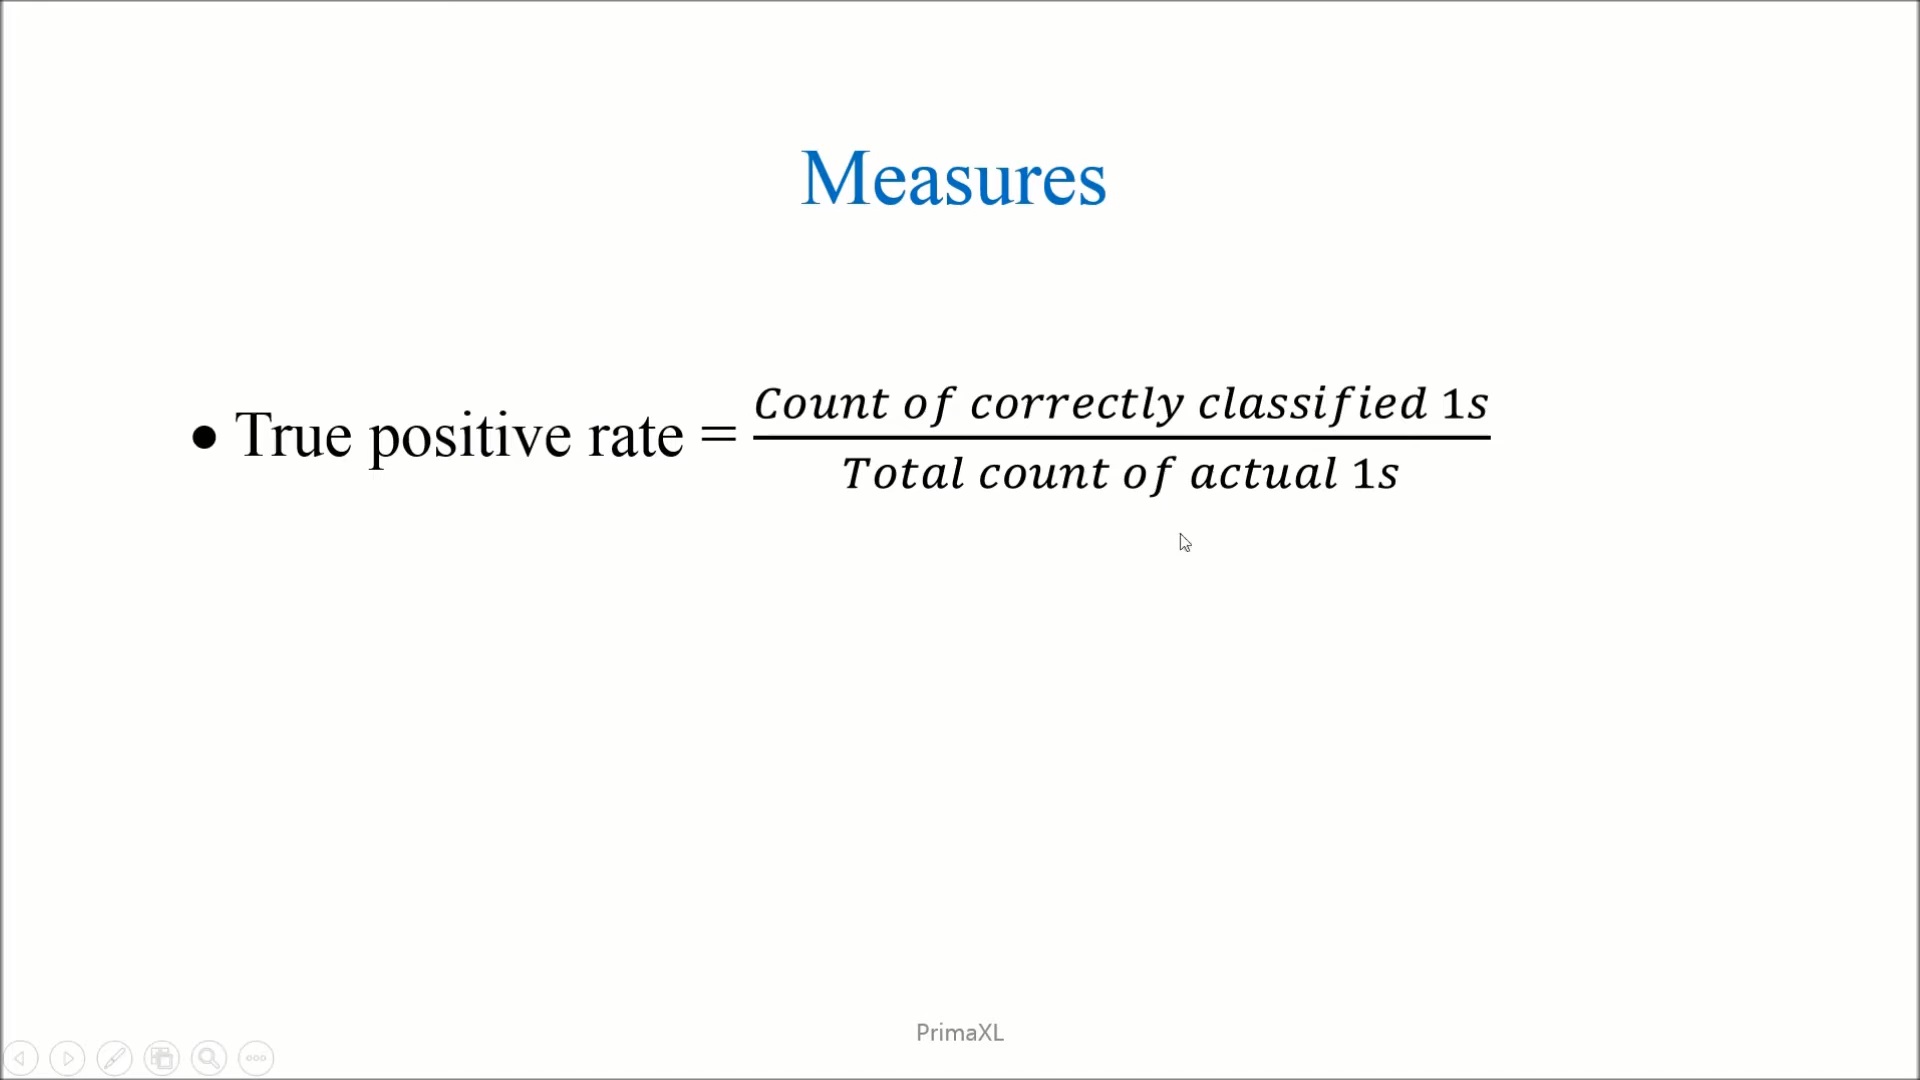 Measures
• True positive rate = Count of correctly classified 1s
Total count of actual 1s
PrimaXL